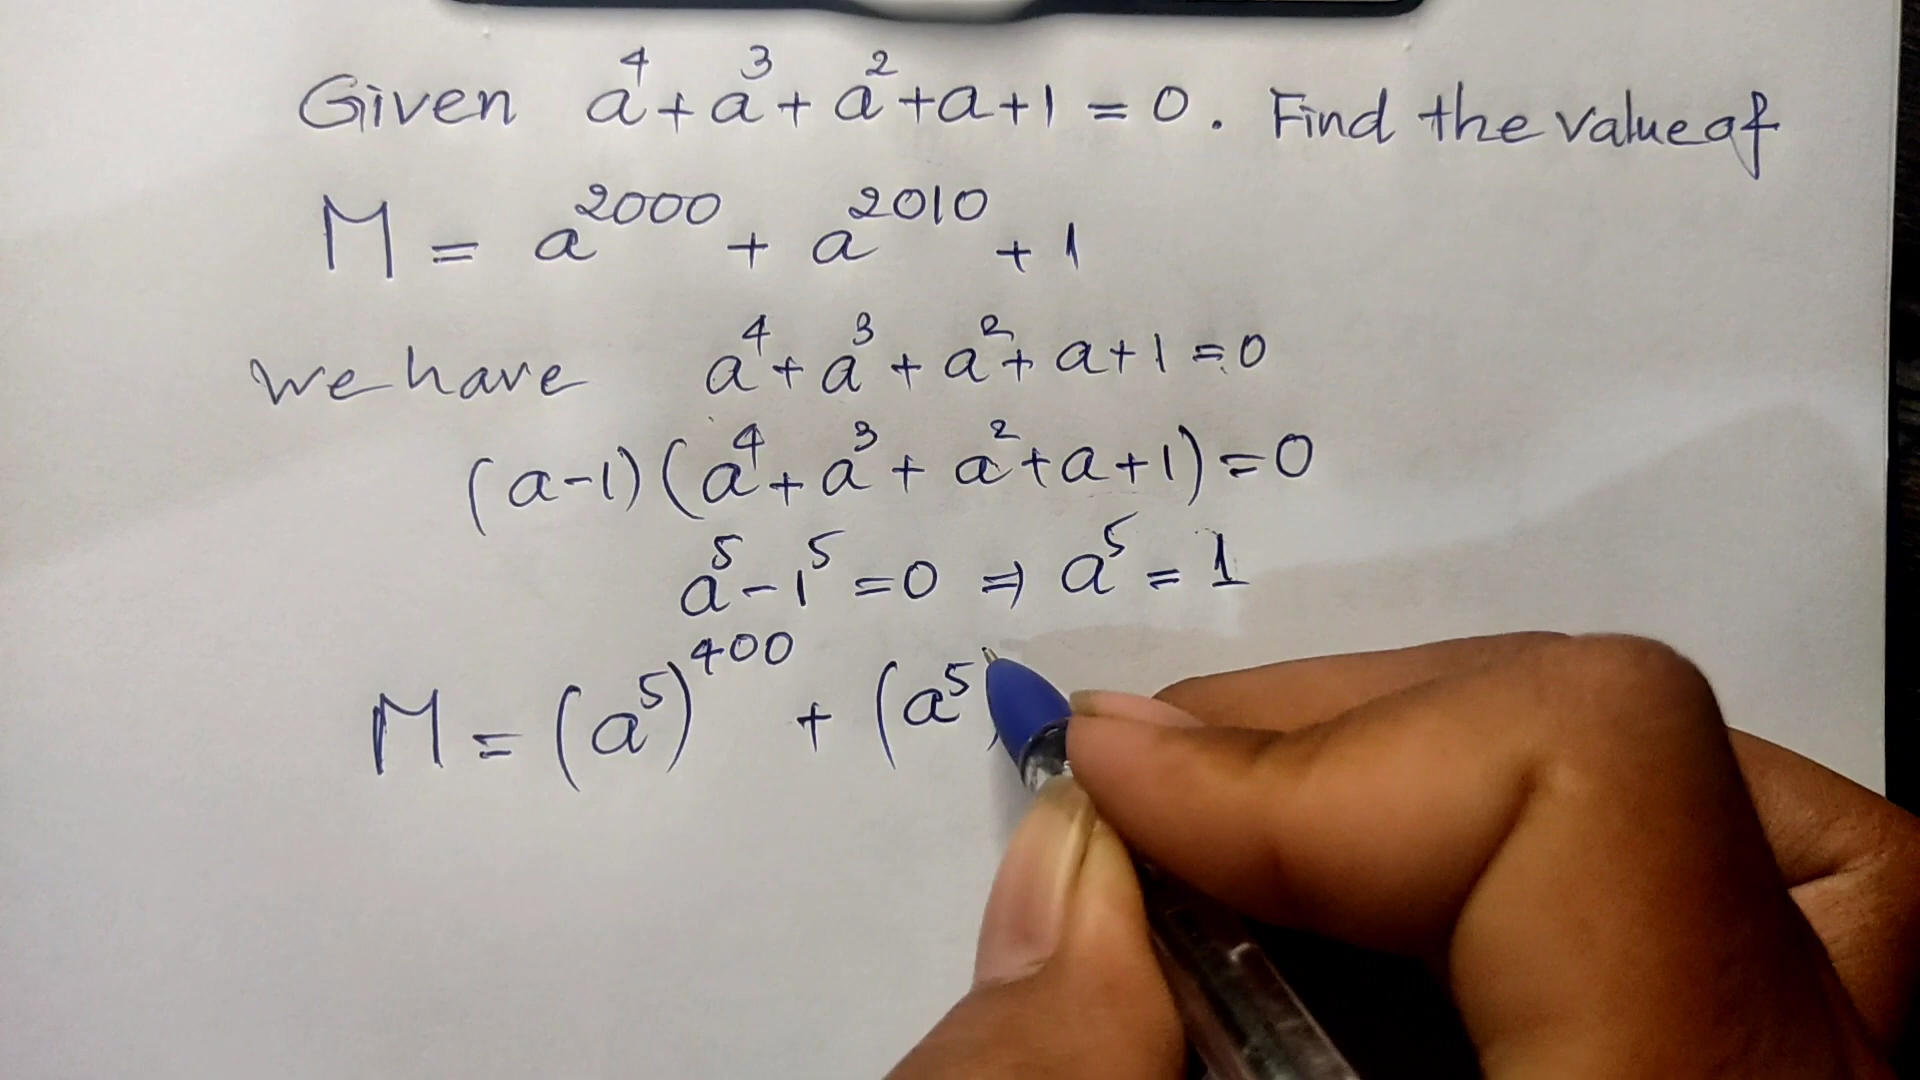 Given a⁴+a³+a²+a+1=0. Find the value of
M = a²⁰⁰⁰ + a²⁰¹⁰ + 1
We have a⁴+a³+a²+a+1=0
(a-1)(a⁴+a³+a²+a+1)=0
a⁵-1⁵=0 ⇒ a⁵=1
M = (a⁵)⁴⁰⁰ + (a⁵)